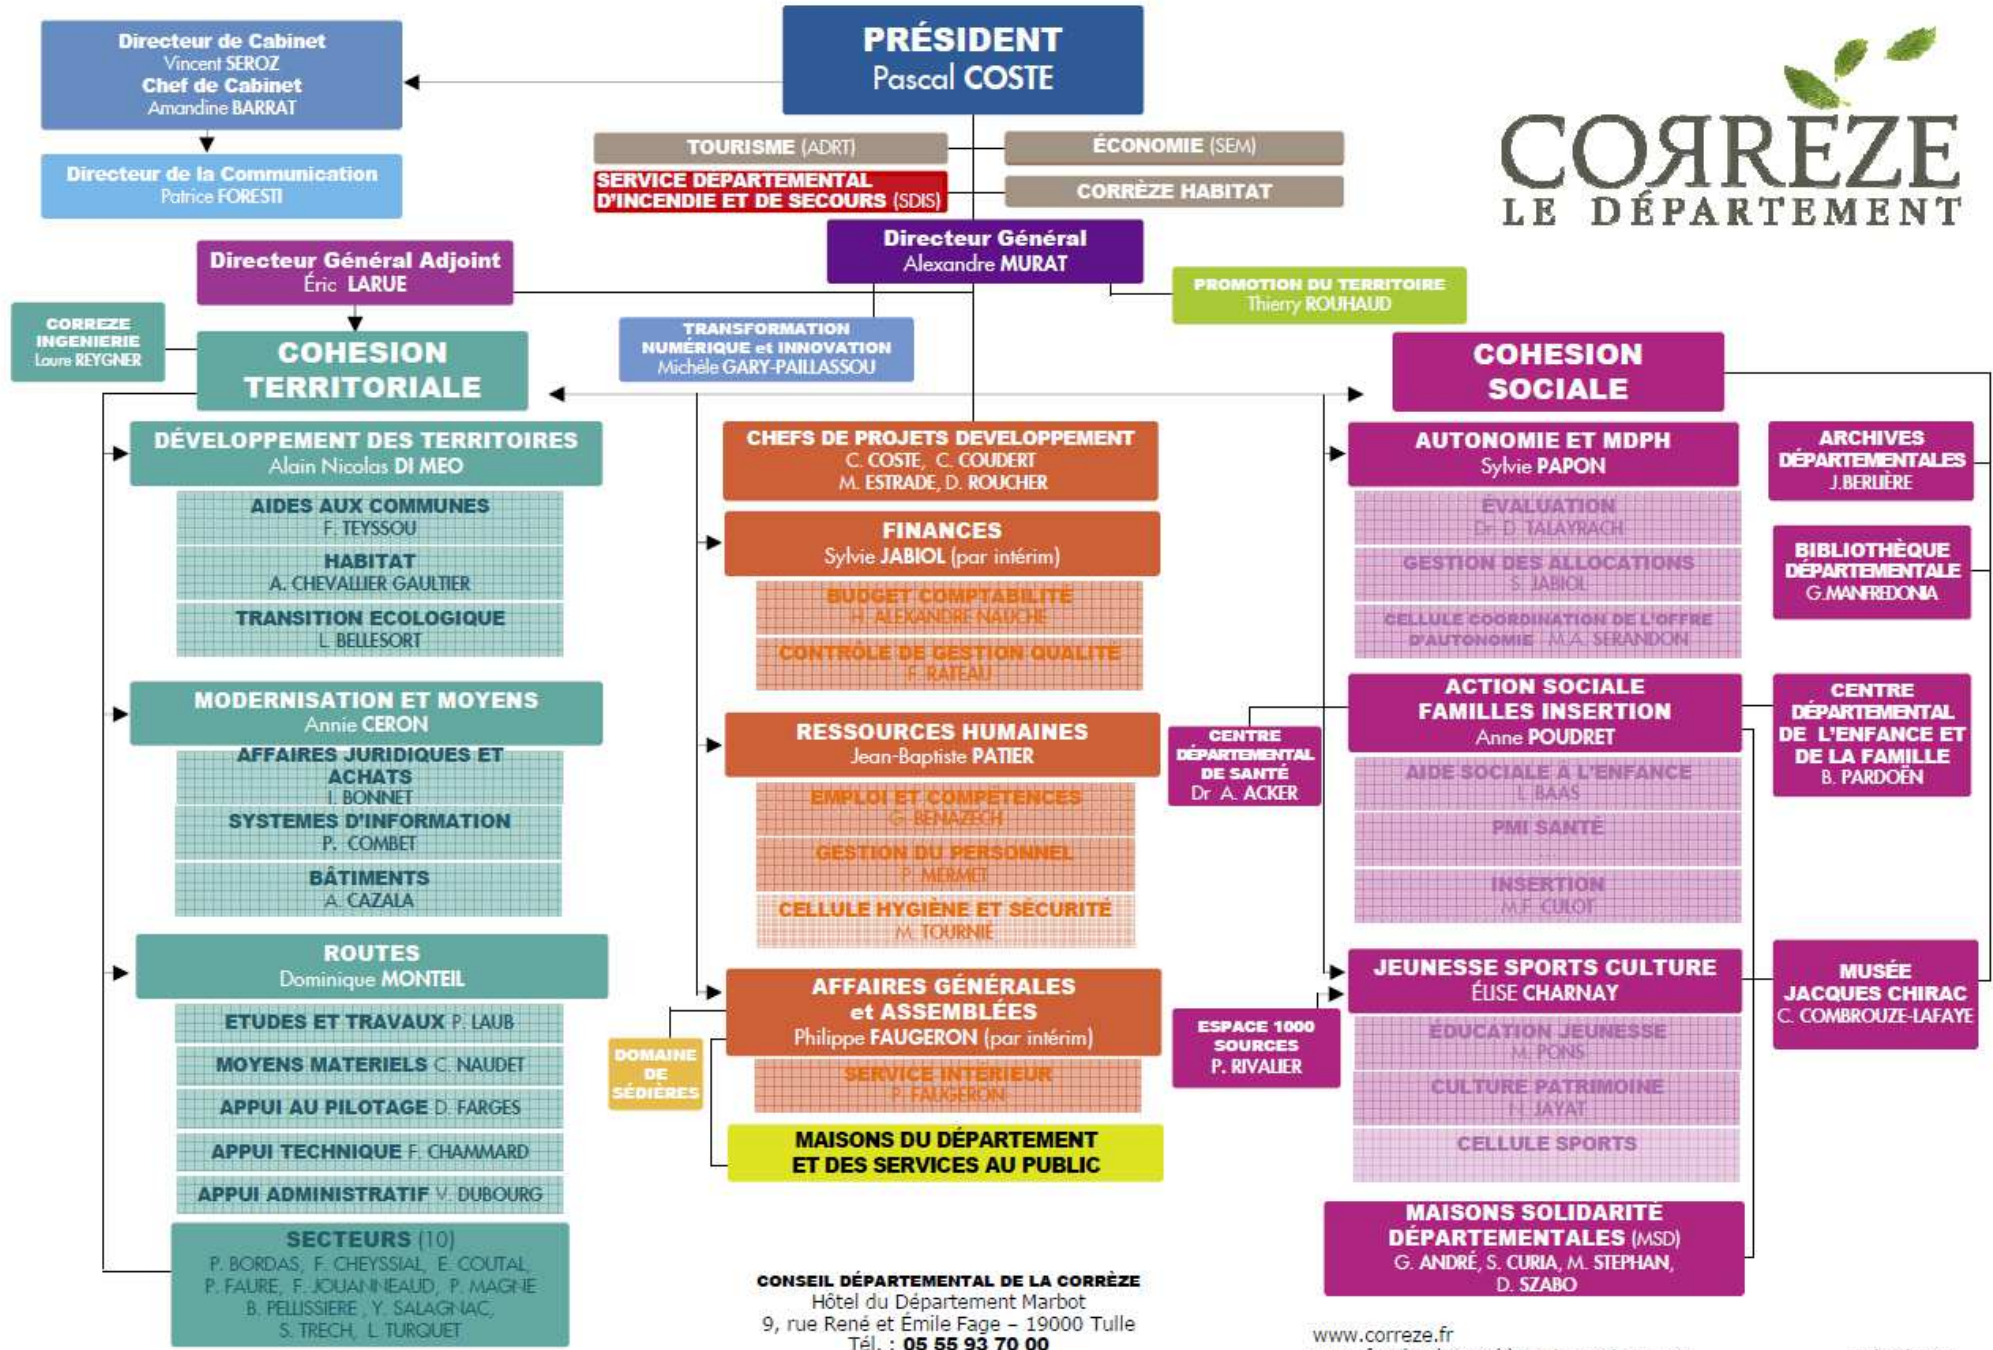 Directeur de Cabinet
Vincent SEROZ
Chef de Cabinet
Amandine BARRAT
Directeur de la Communication
Patrice FORESTI
PRÉSIDENT
Pascal COSTE
TOURISME (ADRT)
ÉCONOMIE (SEM)
SERVICE DÉPARTEMENTAL
D'INCENDIE ET DE SECOURS (SDIS)
CORRÈZE HABITAT
CORREZE
LE DÉPARTEMENT
Directeur Général
Alexandre MURAT
Directeur Général Adjoint
Éric LARUE
PROMOTION DU TERRITOIRE
Thierry ROUHAUD
CORREZE
INGENIERIE
Laure REYGNER
COHESION
TERRITORIALE
TRANSFORMATION
NUMÉRIQUE et INNOVATION
Michèle GARY-PAILLASSOU
COHESION
SOCIALE
DÉVELOPPEMENT DES TERRITOIRES
Alain Nicolas DI MEO
AIDES AUX COMMUNES
F. TEYSSOU
HABITAT
A. CHEVALLIER GAULTIER
TRANSITION ECOLOGIQUE
L. BELLESORT
MODERNISATION ET MOYENS
Annie CERON
AFFAIRES JURIDIQUES ET
ACHATS
I. BONNET
SYSTEMES D'INFORMATION
P. COMBET
BÂTIMENTS
A. CAZALA
ROUTES
Dominique MONTEIL
ETUDES ET TRAVAUX P. LAUB
MOYENS MATERIELS C. NAUDET
APPUI AU PILOTAGE D. FARGES
APPUI TECHNIQUE F. CHAMMARD
APPUI ADMINISTRATIF V. DUBOURG
SECTEURS (10)
P. BORDAS, F. CHEYSSIAL, E. COUTAL,
P. FAURE, F. JOUANNEAUD, P. MAGNE
B. PELLISSIERE , Y. SALAGNAC,
S. TRECH, L. TURQUET
CHEFS DE PROJETS DEVELOPPEMENT
C. COSTE, C. COUDERT
M. ESTRADE, D. ROUCHER
FINANCES
Sylvie JABIOL (par intérim)
BUDGET COMPTABILITÉ
H. ALEXANDRE NAUCHE
CONTRÔLE DE GESTION QUALITÉ
F. RATEAU
RESSOURCES HUMAINES
Jean-Baptiste PATIER
EMPLOI ET COMPÉTENCES
G. BENAZECH
GESTION DU PERSONNEL
P. MERMET
CELLULE HYGIÈNE ET SÉCURITÉ
M. TOURNIÉ
AFFAIRES GÉNÉRALES
et ASSEMBLÉES
Philippe FAUGERON (par intérim)
DOMAINE
DE
SÉDIÈRES
SERVICE INTÉRIEUR
P. FAUGERON
MAISONS DU DÉPARTEMENT
ET DES SERVICES AU PUBLIC
AUTONOMIE ET MDPH
Sylvie PAPON
ÉVALUATION
Dr. D. TALAYRACH
GESTION DES ALLOCATIONS
S. JABIOL
CELLULE COORDINATION DE L'OFFRE
D'AUTONOMIE M.A. SERANDON
ACTION SOCIALE
FAMILLES INSERTION
Anne POUDRET
CENTRE
DÉPARTEMENTAL
DE SANTÉ
Dr A. ACKER
AIDE SOCIALE À L'ENFANCE
L. BAAS
PMI SANTÉ
...
INSERTION
M.F. CULOT
JEUNESSE SPORTS CULTURE
ÉLISE CHARNAY
ESPACE 1000
SOURCES
P. RIVALIER
ÉDUCATION JEUNESSE
M. PONS
CULTURE PATRIMOINE
N. JAYAT
CELLULE SPORTS
MAISONS SOLIDARITÉ
DÉPARTEMENTALES (MSD)
G. ANDRÉ, S. CURIA, M. STEPHAN,
D. SZABO
ARCHIVES
DÉPARTEMENTALES
J.BERLIÈRE
BIBLIOTHÈQUE
DÉPARTEMENTALE
G.MANFREDONIA
CENTRE
DÉPARTEMENTAL
DE L'ENFANCE ET
DE LA FAMILLE
B. PARDOËN
MUSÉE
JACQUES CHIRAC
C. COMBROUZE-LAFAYE
CONSEIL DÉPARTEMENTAL DE LA CORRÈZE
Hôtel du Département Marbot
9, rue René et Émile Fage – 19000 Tulle
Tél. : 05 55 93 70 00
www.correze.fr